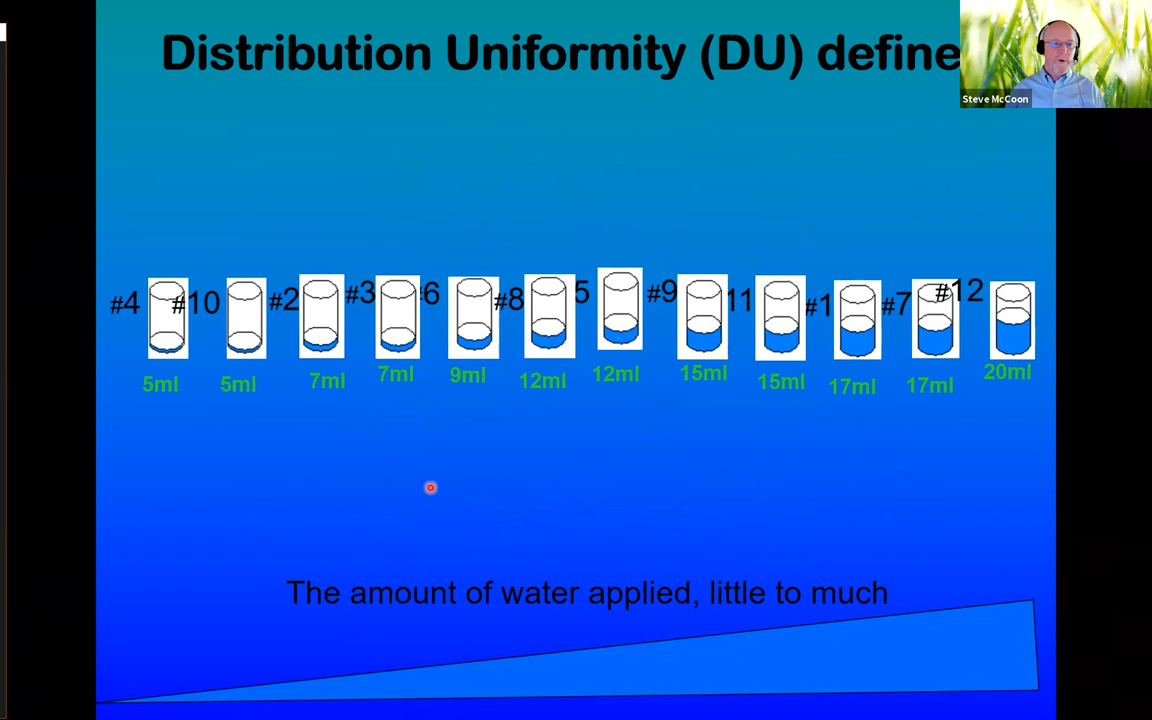 Distribution Uniformity (DU) define
Steve McCoon
#4 #10 #2 #3 #6 #8 5 #9 11 #1 #7 #12
5ml 5ml 7ml 7ml 9ml 12ml 12ml 15ml 15ml 17ml 17ml 20ml
The amount of water applied, little to much